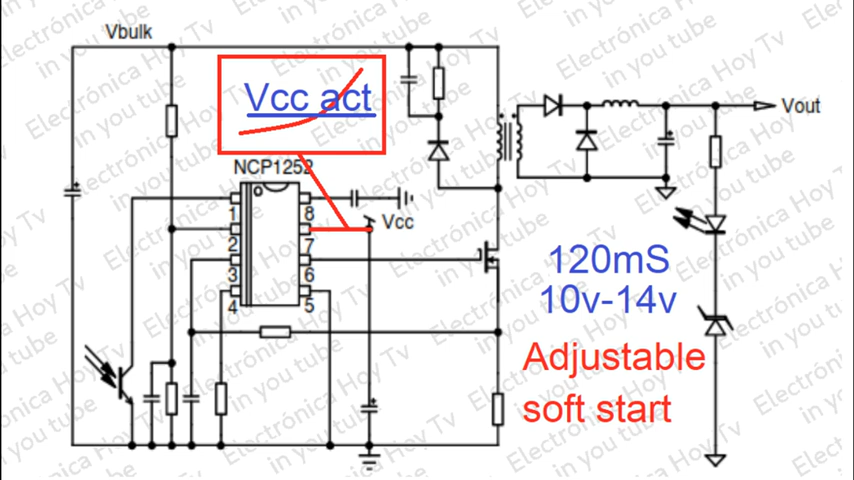 Vbulk
Vcc act
Vout
NCP1252
Vcc
1
2
3
4
8
7
6
5
120mS
10v-14v
Adjustable
soft start
Electrónica Hoy Tv
in you tube